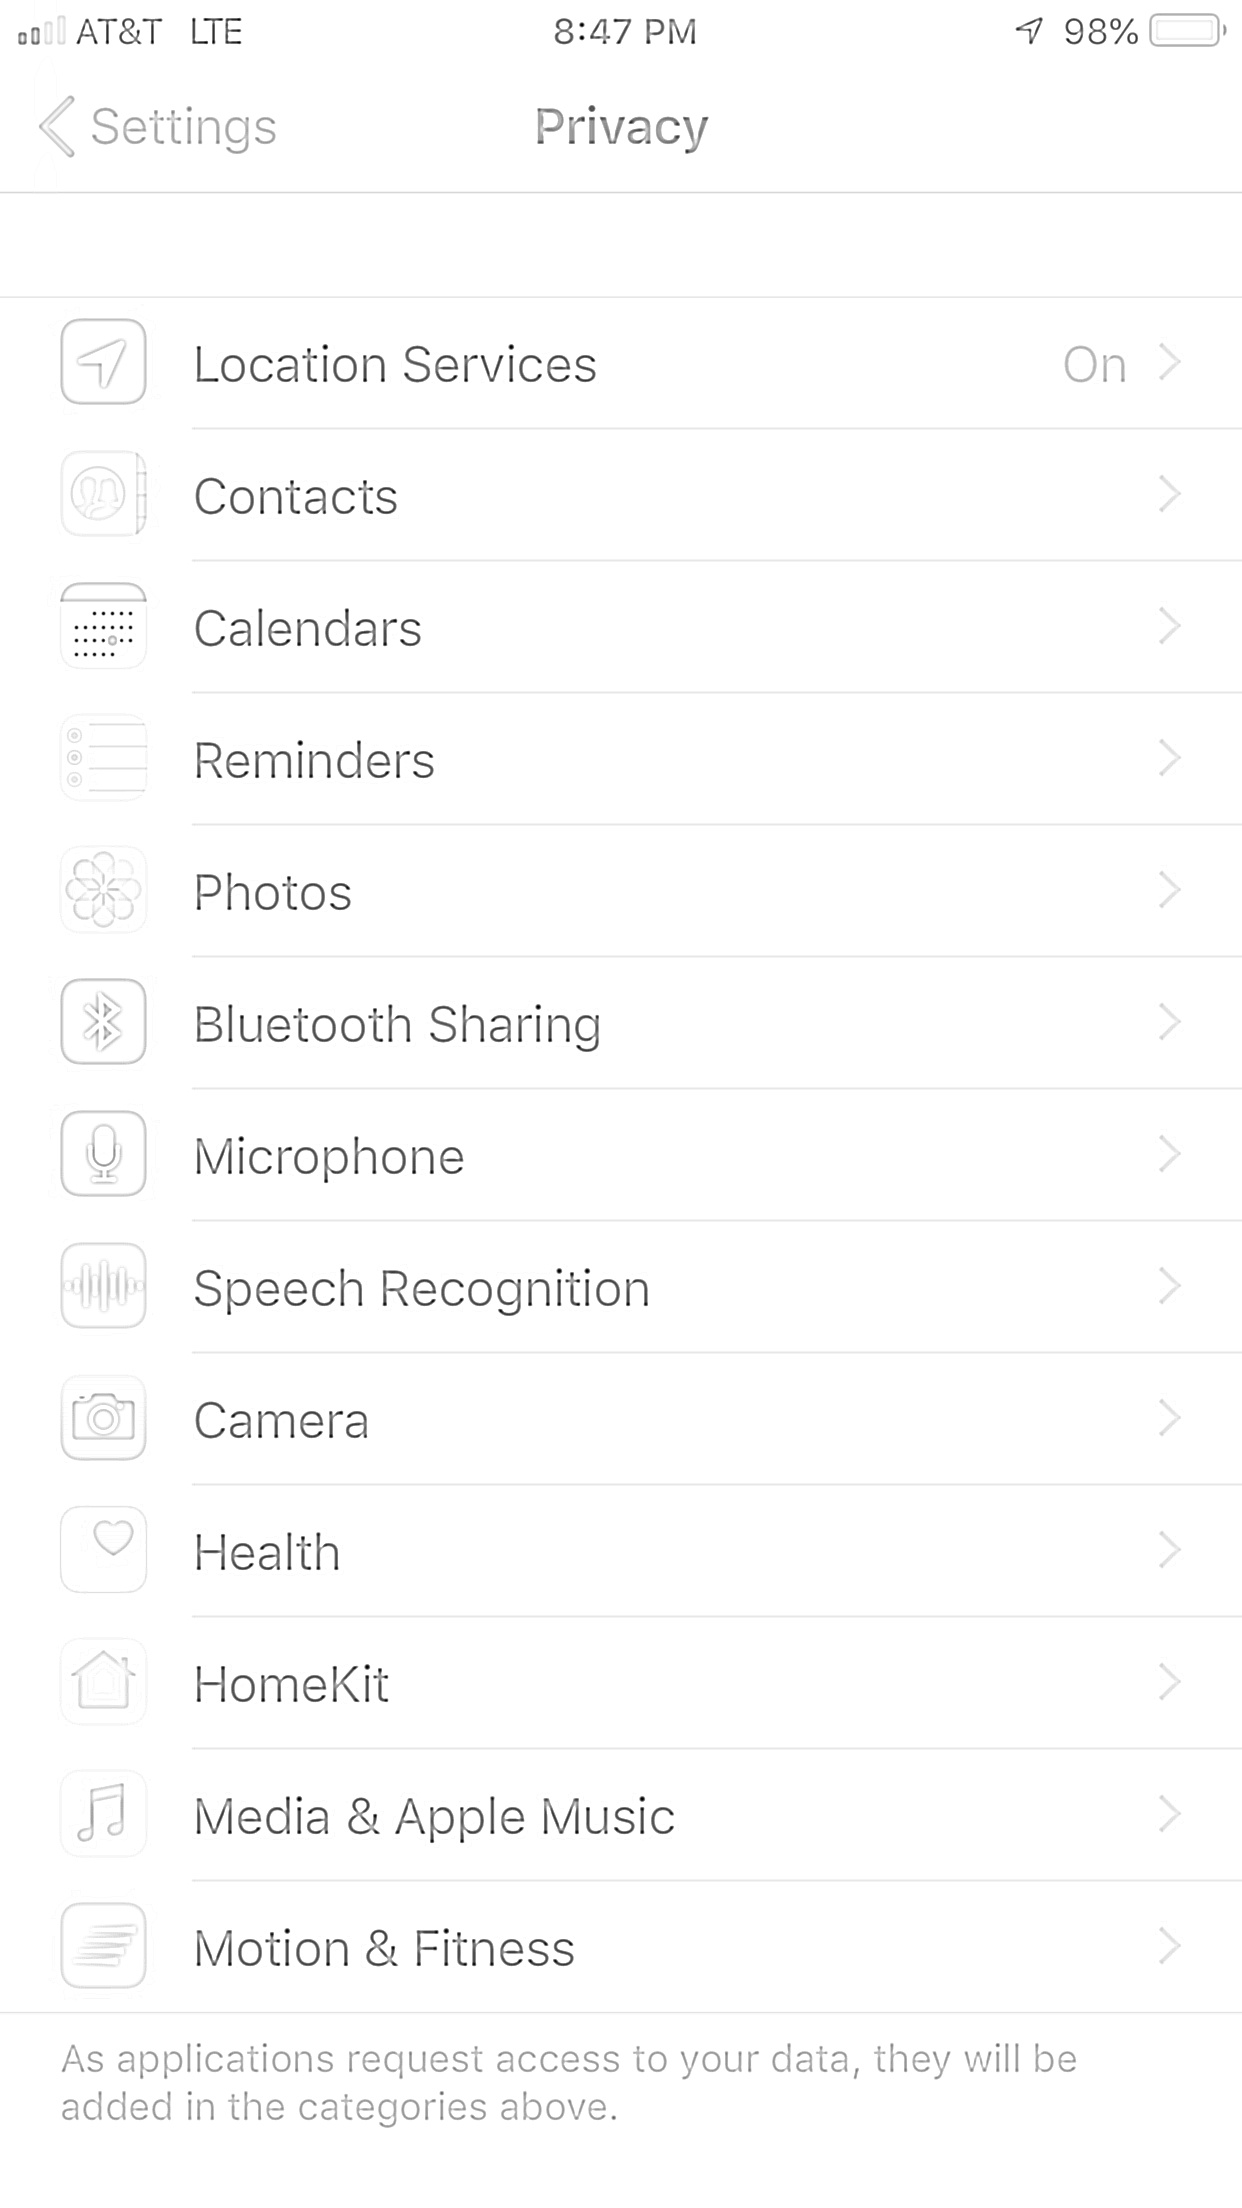 AT&T LTE 8:47 PM 98%
Settings Privacy
Location Services On
Contacts
Calendars
Reminders
Photos
Bluetooth Sharing
Microphone
Speech Recognition
Camera
Health
HomeKit
Media & Apple Music
Motion & Fitness
As applications request access to your data, they will be
added in the categories above.